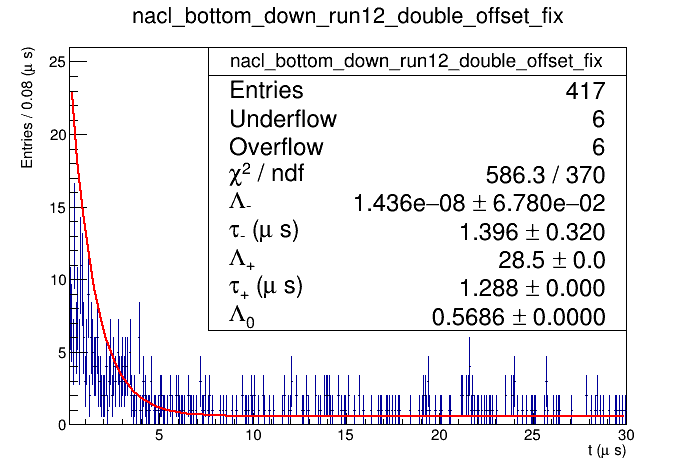 nacl_bottom_down_run12_double_offset_fix
Entries / 0.08 (μ s)
nacl_bottom_down_run12_double_offset_fix
Entries 417
Underflow 6
Overflow 6
χ² / ndf 586.3 / 370
Λ₋ 1.436e−08 ± 6.780e−02
τ₋ (μ s) 1.396 ± 0.320
Λ₊ 28.5 ± 0.0
τ₊ (μ s) 1.288 ± 0.000
Λ₀ 0.5686 ± 0.0000
25
20
15
10
5
0
5 10 15 20 25 30
t (μ s)